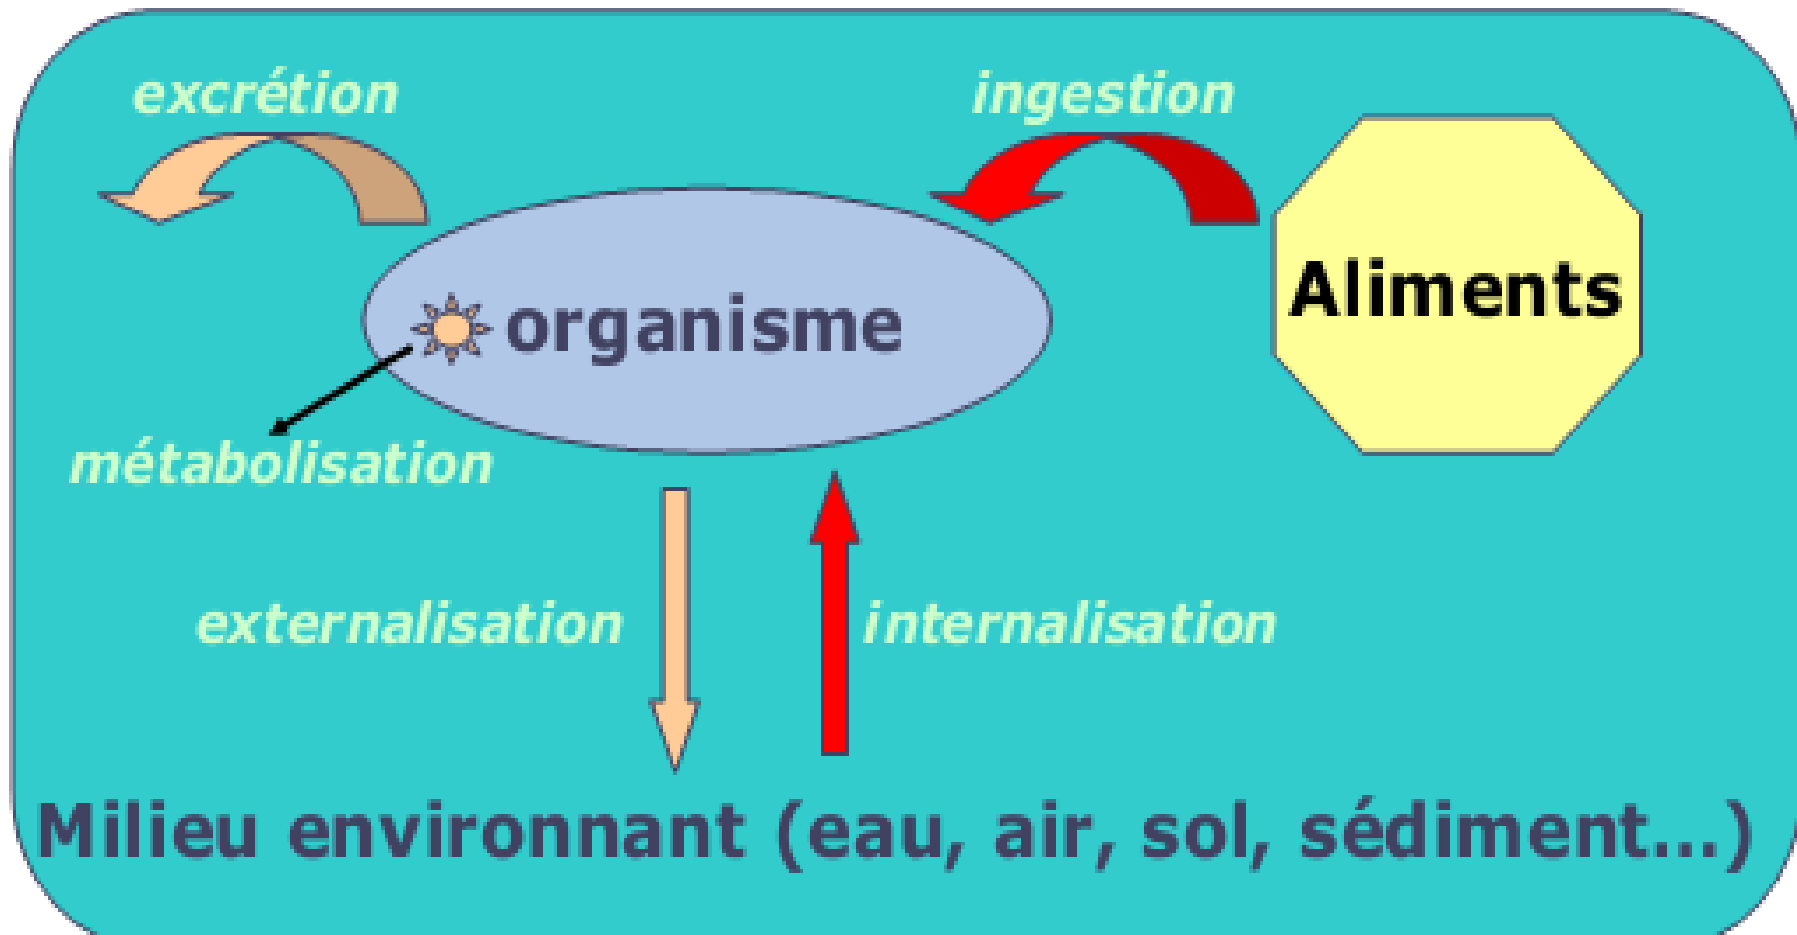 excrétion
ingestion
Aliments
organisme
métabolisation
externalisation
internalisation
Milieu environnant (eau, air, sol, sédiment...)